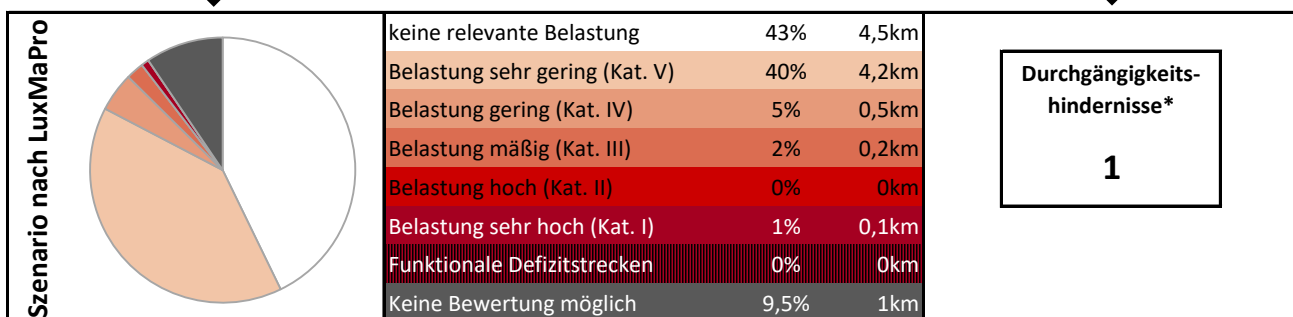 Szenario nach LuxMaPro
keine relevante Belastung 43% 4,5km
Belastung sehr gering (Kat. V) 40% 4,2km
Belastung gering (Kat. IV) 5% 0,5km
Belastung mäßig (Kat. III) 2% 0,2km
Belastung hoch (Kat. II) 0% 0km
Belastung sehr hoch (Kat. I) 1% 0,1km
Funktionale Defizitstrecken 0% 0km
Keine Bewertung möglich 9,5% 1km
Durchgängigkeits-
hindernisse*
1